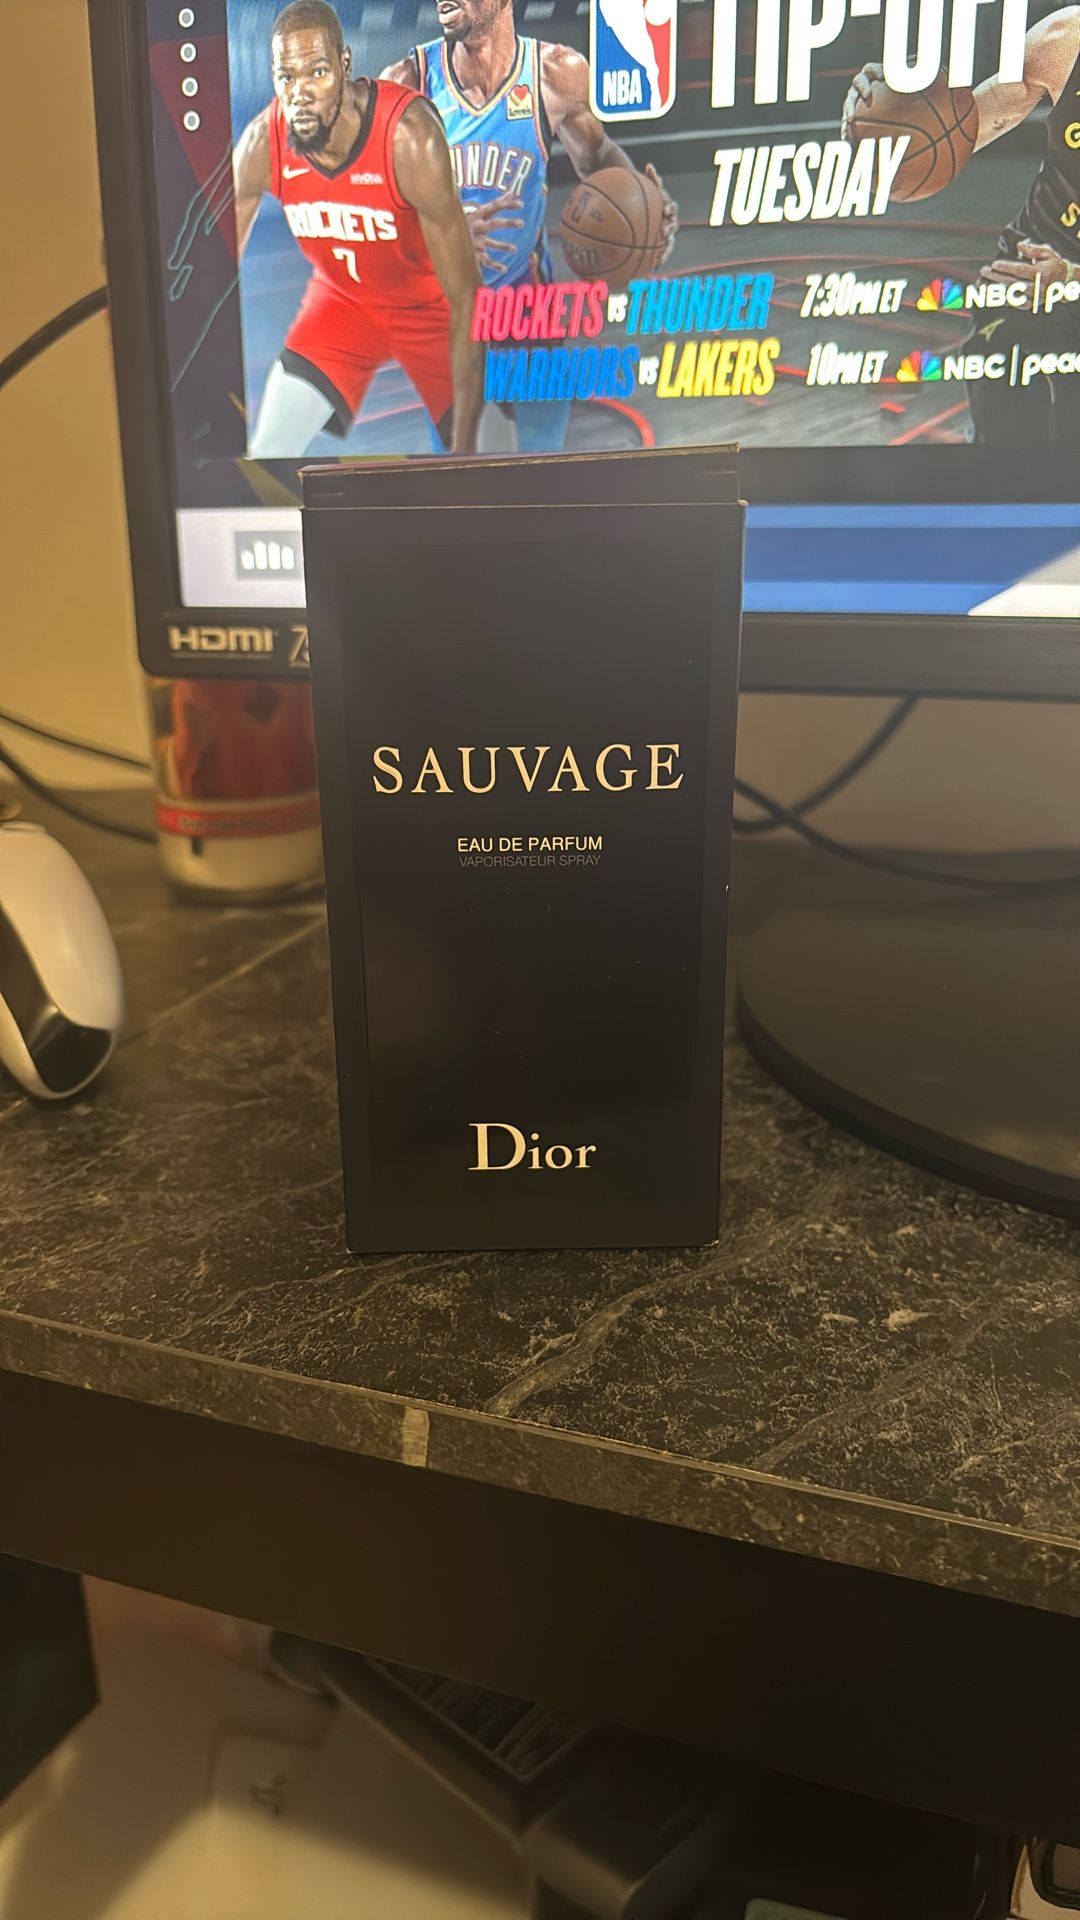 NBA
TIP-OFF
TUESDAY
ROCKETS
7
ROCKETS VS THUNDER 7:30PM ET NBC
WARRIORS VS LAKERS 10PM ET NBC
HDMI
SAUVAGE
EAU DE PARFUM
VAPORISATEUR SPRAY
Dior